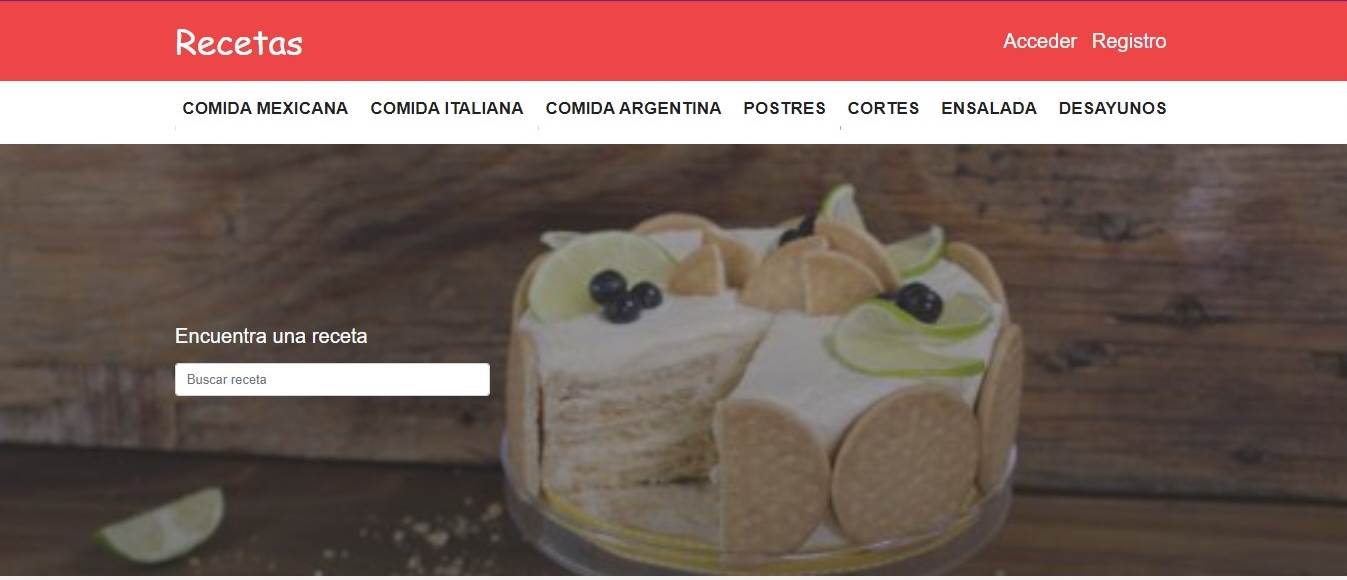 Recetas
Acceder Registro
COMIDA MEXICANA COMIDA ITALIANA COMIDA ARGENTINA POSTRES CORTES ENSALADA DESAYUNOS
Encuentra una receta
Buscar receta